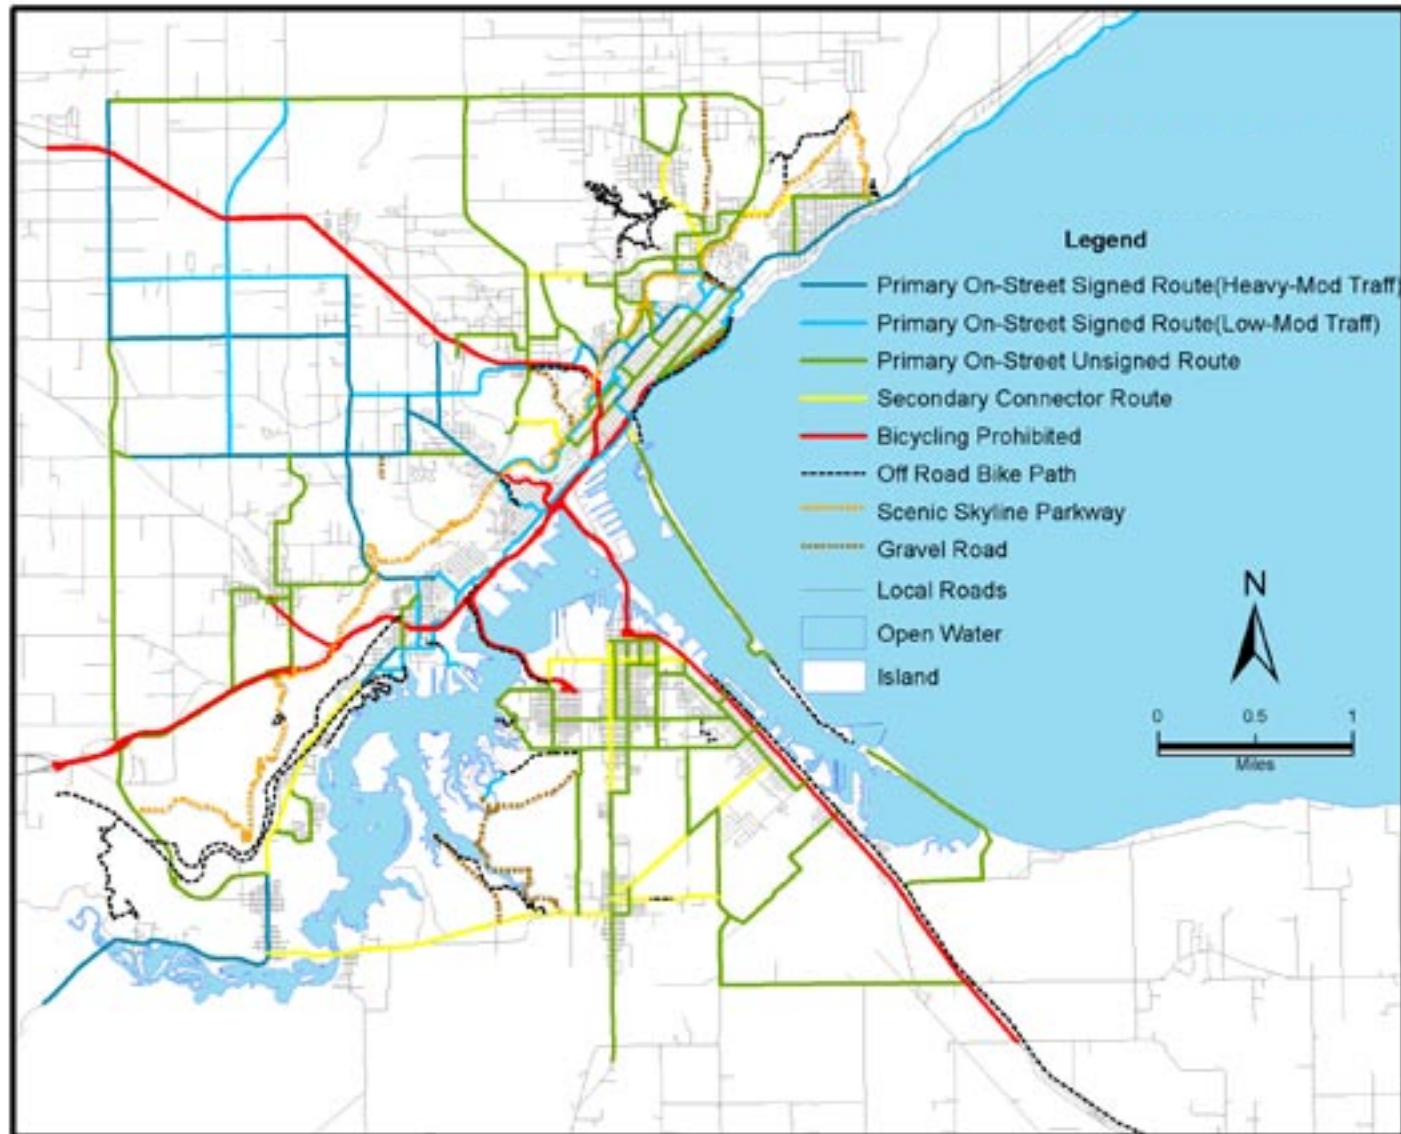 Legend
Primary On-Street Signed Route(Heavy-Mod Traff)
Primary On-Street Signed Route(Low-Mod Traff)
Primary On-Street Unsigned Route
Secondary Connector Route
Bicycling Prohibited
Off Road Bike Path
Scenic Skyline Parkway
Gravel Road
Local Roads
Open Water
Island
N
0 0.5 1
Miles